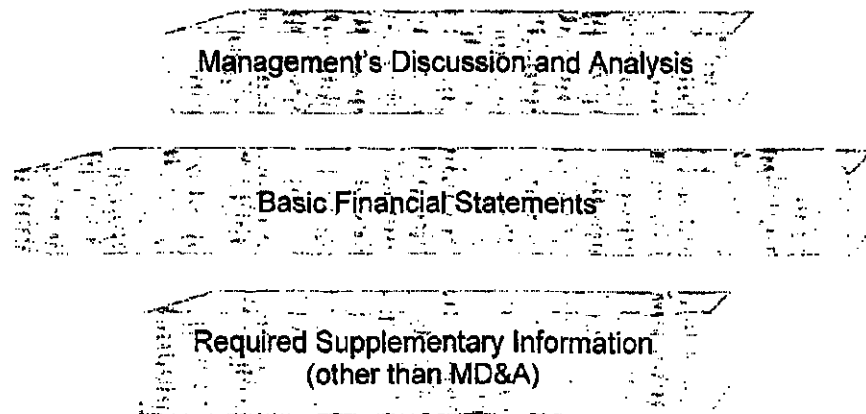 Management's Discussion and Analysis
Basic Financial Statements
Required Supplementary Information
(other than MD&A)